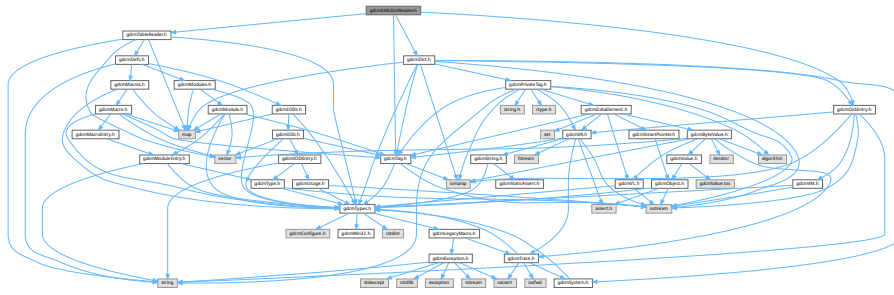 gdcmXMLDictReader.h
gdcmTableReader.h
gdcmDefs.h
gdcmDict.h
gdcmMacros.h
gdcmModules.h
gdcmPrivateTag.h
gdcmMacro.h
gdcmModule.h
gdcmIODs.h
string.h
ctype.h
gdcmDataElement.h
gdcmDictEntry.h
gdcmMacroEntry.h
map
gdcmIOD.h
set
gdcmVR.h
gdcmSmartPointer.h
gdcmByteValue.h
gdcmModuleEntry.h
vector
gdcmIODEntry.h
gdcmTag.h
gdcmString.h
fstream
gdcmValue.h
iterator
algorithm
gdcmType.h
gdcmUsage.h
iomanip
gdcmStaticAssert.h
gdcmVL.h
gdcmObject.h
gdcmValue.txx
gdcmVM.h
gdcmTypes.h
assert.h
iostream
gdcmConfigure.h
gdcmWin32.h
cstdint
gdcmLegacyMacro.h
gdcmException.h
gdcmTrace.h
string
stdexcept
cstdlib
exception
sstream
cassert
iosfwd
gdcmSystem.h